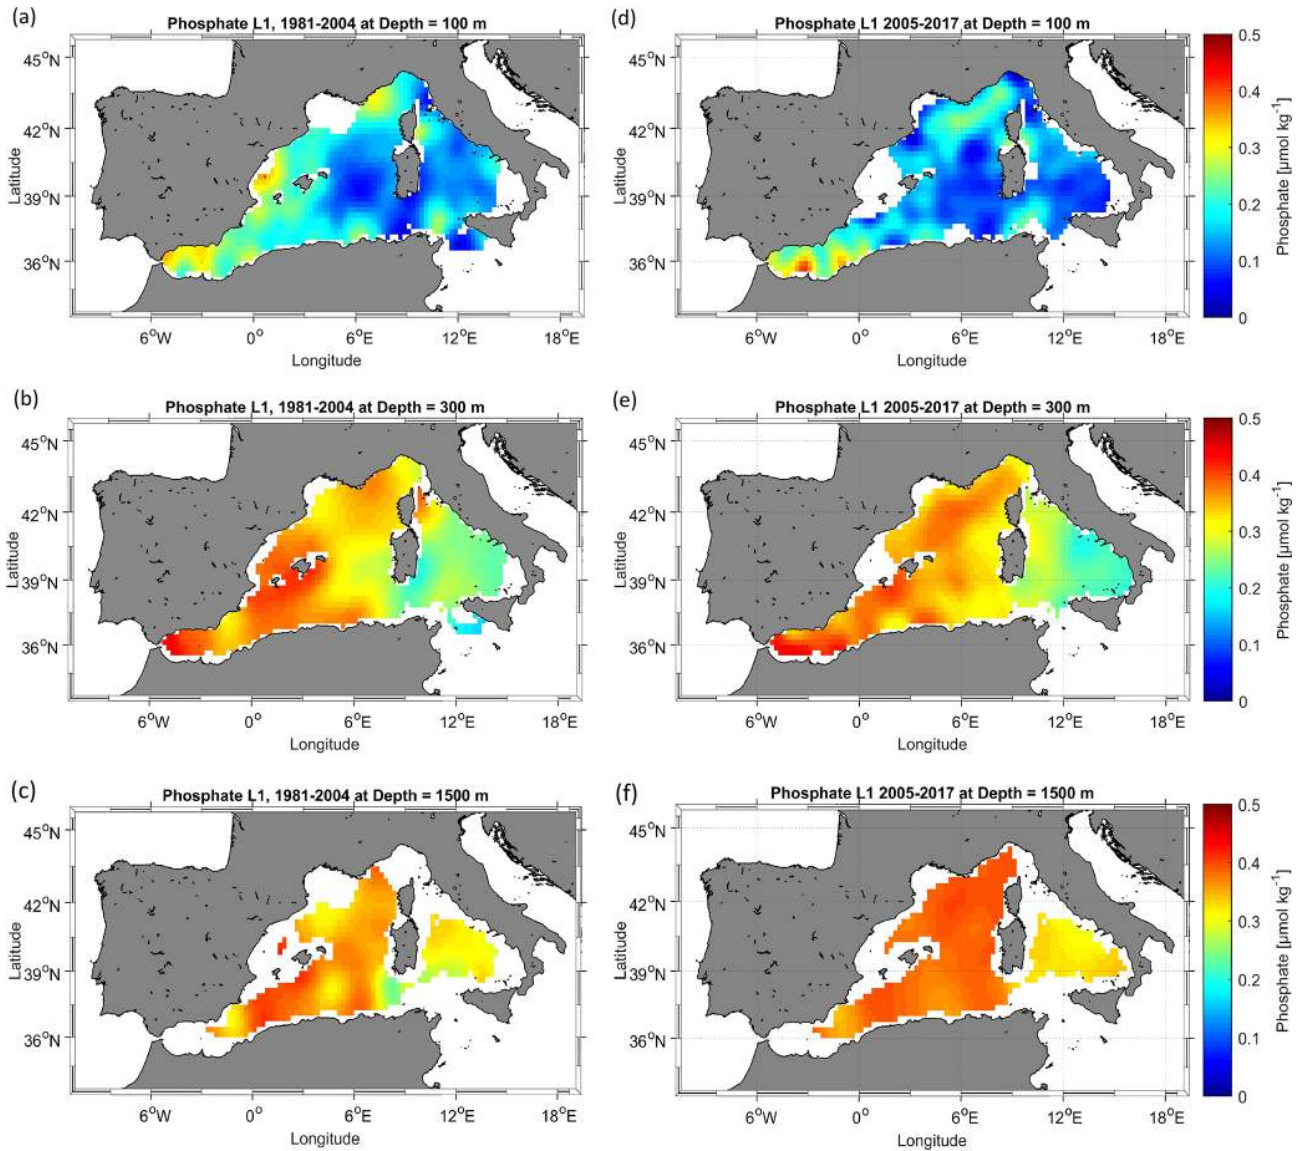 (a)
Phosphate L1, 1981-2004 at Depth = 100 m
45°N
42°N
39°N
36°N
Latitude
6°W
0°
6°E
12°E
18°E
Longitude
(d)
Phosphate L1 2005-2017 at Depth = 100 m
45°N
42°N
39°N
36°N
Latitude
6°W
0°
6°E
12°E
18°E
Longitude
0.5
0.4
0.3
0.2
0.1
0
Phosphate [μmol kg⁻¹]
(b)
Phosphate L1, 1981-2004 at Depth = 300 m
45°N
42°N
39°N
36°N
Latitude
6°W
0°
6°E
12°E
18°E
Longitude
(e)
Phosphate L1 2005-2017 at Depth = 300 m
45°N
42°N
39°N
36°N
Latitude
6°W
0°
6°E
12°E
18°E
Longitude
0.5
0.4
0.3
0.2
0.1
0
Phosphate [μmol kg⁻¹]
(c)
Phosphate L1, 1981-2004 at Depth = 1500 m
45°N
42°N
39°N
36°N
Latitude
6°W
0°
6°E
12°E
18°E
Longitude
(f)
Phosphate L1 2005-2017 at Depth = 1500 m
45°N
42°N
39°N
36°N
Latitude
6°W
0°
6°E
12°E
18°E
Longitude
0.5
0.4
0.3
0.2
0.1
0
Phosphate [μmol kg⁻¹]